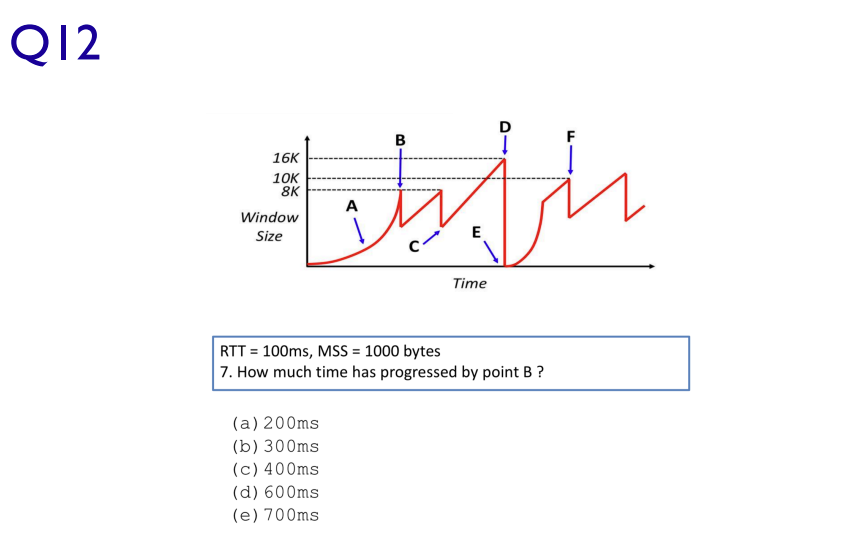 Q12
D
B
F
16K
10K
8K
A
Window
Size
E
C
Time
RTT = 100ms, MSS = 1000 bytes
7. How much time has progressed by point B ?
(a) 200ms
(b) 300ms
(c) 400ms
(d) 600ms
(e) 700ms